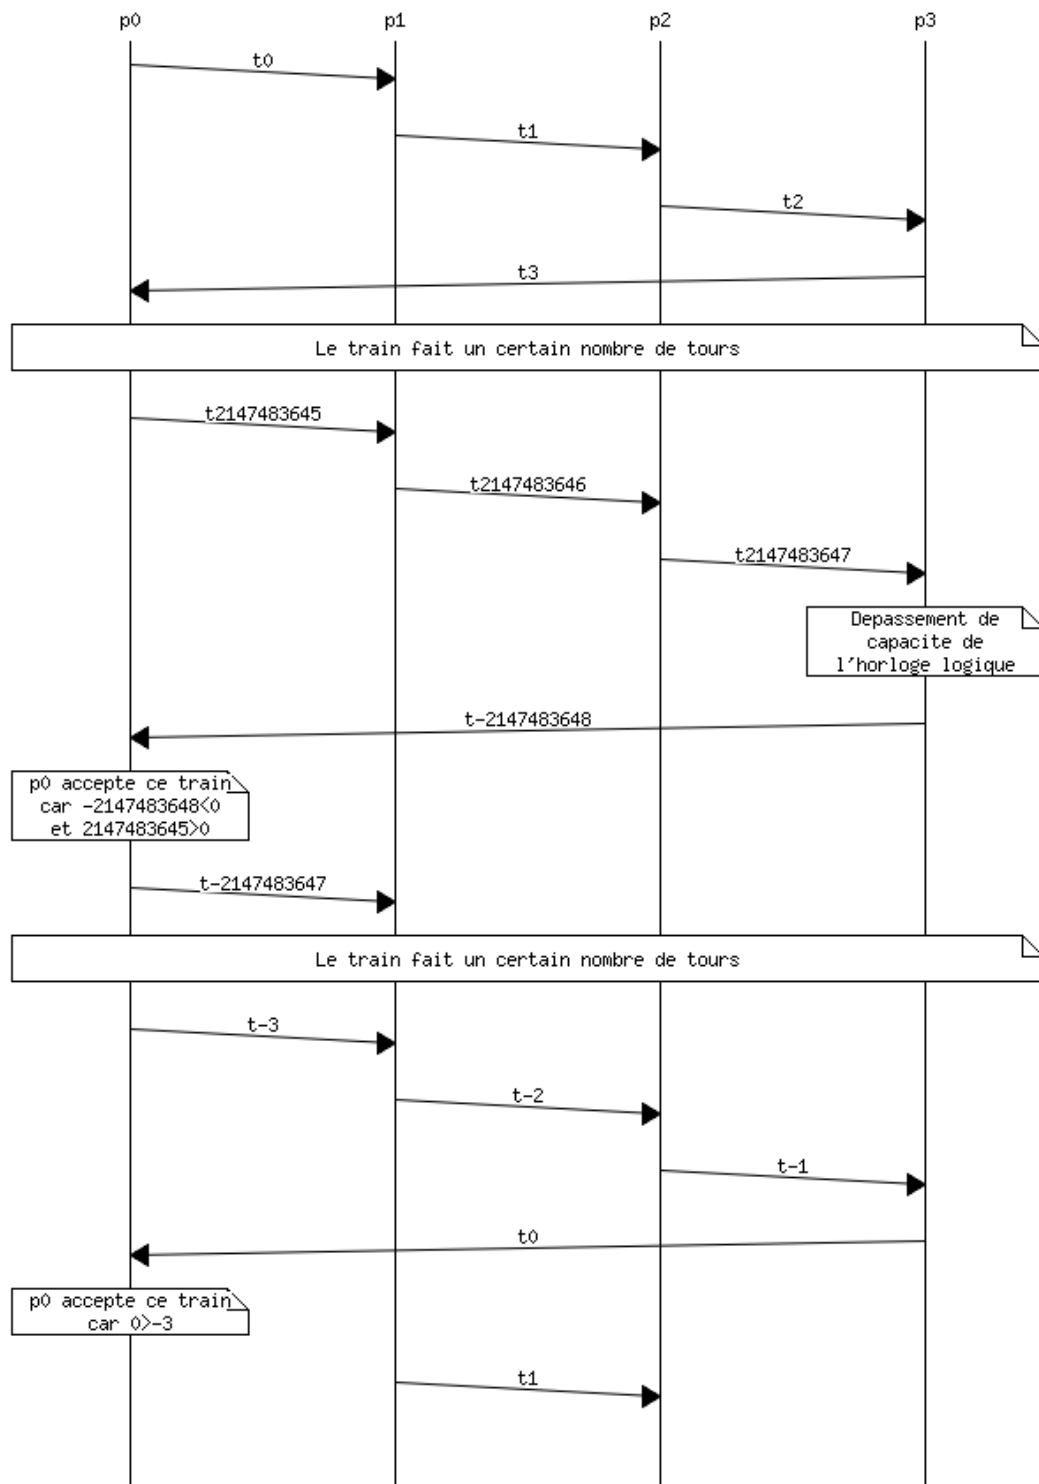 p0 p1 p2 p3
t0
t1
t2
t3
Le train fait un certain nombre de tours
t2147483645
t2147483646
t2147483647
Depassement de
capacite de
l'horloge logique
t-2147483648
p0 accepte ce train
car -2147483648<0
et 2147483645>0
t-2147483647
Le train fait un certain nombre de tours
t-3
t-2
t-1
t0
p0 accepte ce train
car 0>-3
t1